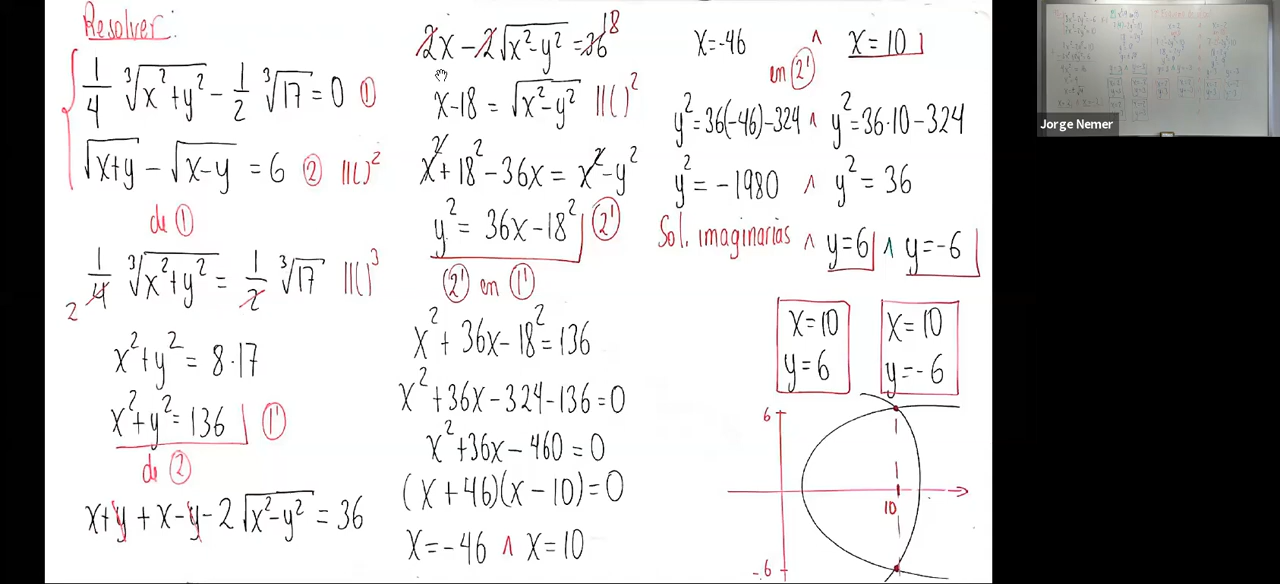 Resolver:
1/4 ∛(x²+y²) - 1/2 ∛17 = 0 ①
√(x+y) - √(x-y) = 6 ② ||( )²
de ①
1/4 ∛(x²+y²) = 1/2 ∛17 ||( )³
2
x²+y² = 8·17
x²+y² = 136 ①'
de ②
x+y+x-y-2√(x²-y²) = 36
2x - 2√(x²-y²) = 36 18
x-18 = √(x²-y²) ||( )²
x²+18²-36x = x²-y²
y² = 36x-18² ②'
②' en ①'
x²+36x-18² = 136
x²+36x-324-136=0
x²+36x-460=0
(x+46)(x-10)=0
x=-46 ∧ x=10
x=-46 ∧ x=10
en ②'
y²=36(-46)-324 ∧ y²=36·10-324
y²=-1980 ∧ y²=36
Sol. imaginarias ∧ y=6 ∧ y=-6
x=10
y=6
x=10
y=-6
6
10
-6
Jorge Nemer